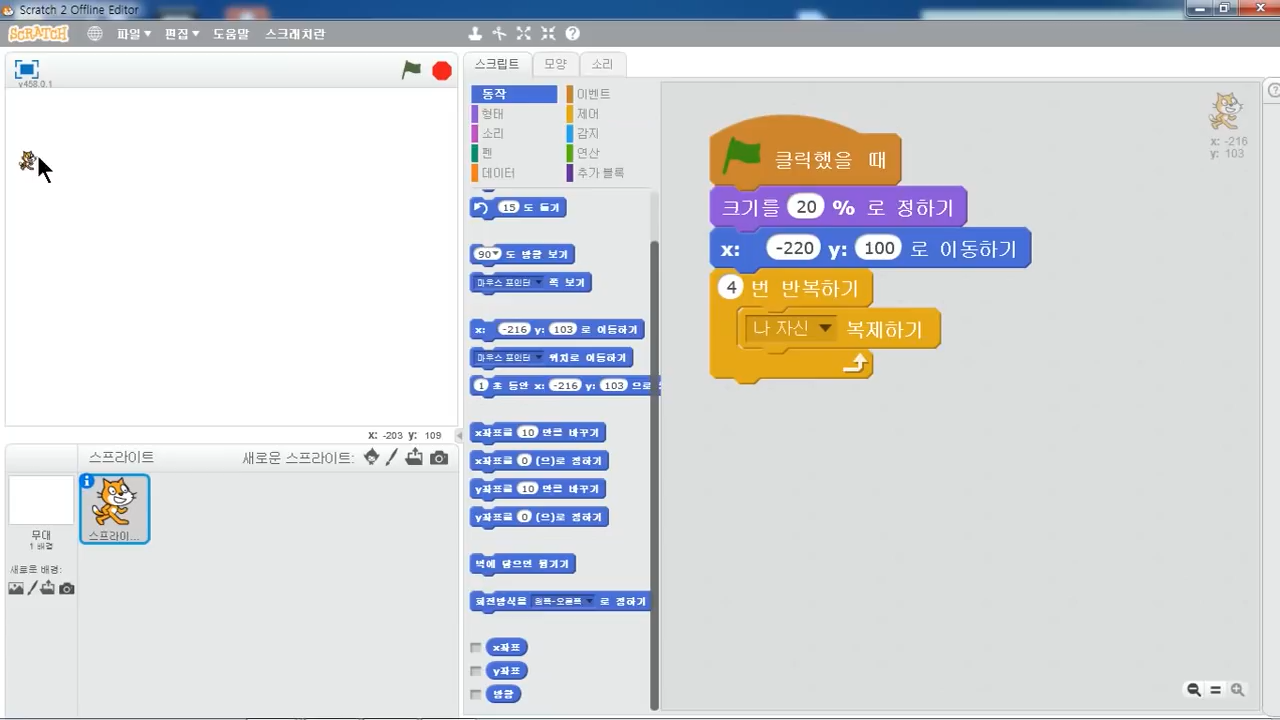 Scratch 2 Offline Editor
SCRATCH 파일▼ 편집▼ 도움말 스크래치란
v458.0.1
스크립트 모양 소리
동작 이벤트
형태 제어
소리 감지
펜 연산
데이터 추가 블록
15 도 돌기
90▼ 도 방향 보기
마우스 포인터 쪽 보기
x: -216 y: 103 로 이동하기
마우스 포인터 위치로 이동하기
1 초 동안 x: -216 y: 103 으로
x좌표를 10 만큼 바꾸기
x좌표를 0 (으)로 정하기
y좌표를 10 만큼 바꾸기
y좌표를 0 (으)로 정하기
벽에 닿으면 튕기기
회전방식을 왼쪽-오른쪽 로 정하기
x좌표
y좌표
방향
클릭했을 때
크기를 20 % 로 정하기
x: -220 y: 100 로 이동하기
4 번 반복하기
나 자신 ▼ 복제하기
x: -216
y: 103
x: -203 y: 109
스프라이트 새로운 스프라이트:
무대
1 배경
새로운 배경:
스프라이...